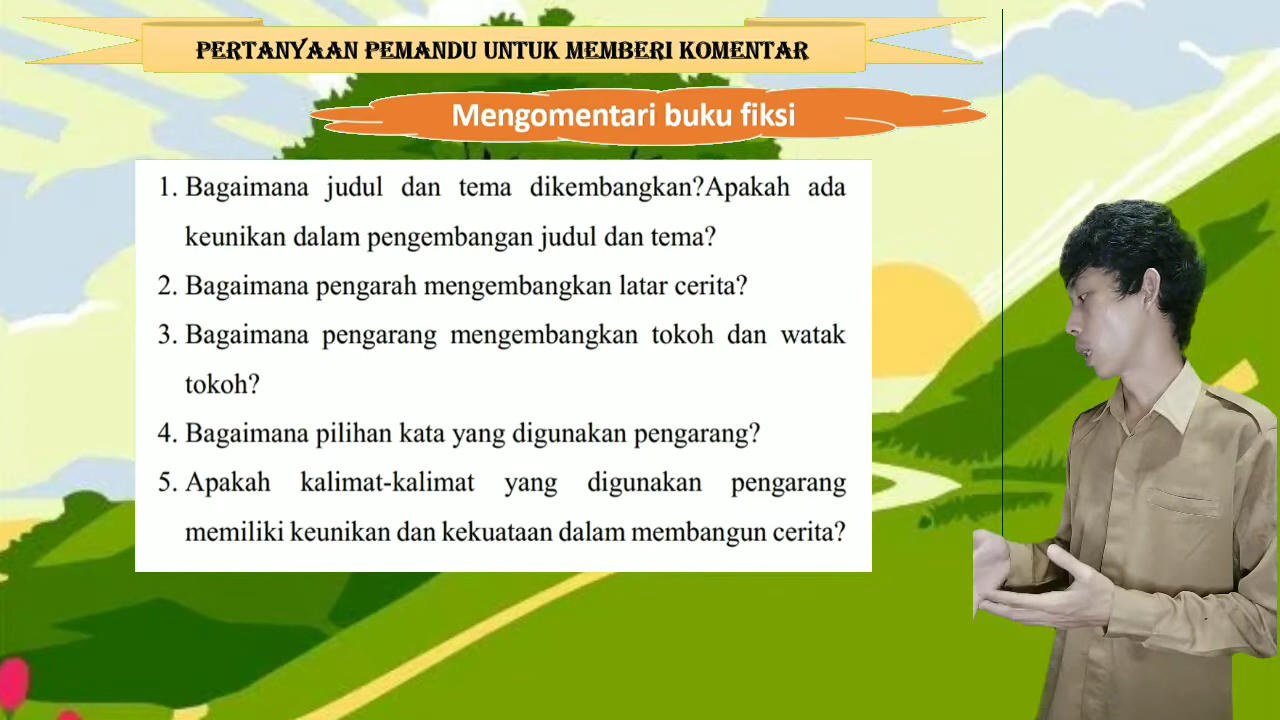 PERTANYAAN PEMANDU UNTUK MEMBERI KOMENTAR
Mengomentari buku fiksi
1. Bagaimana judul dan tema dikembangkan?Apakah ada
keunikan dalam pengembangan judul dan tema?
2. Bagaimana pengarah mengembangkan latar cerita?
3. Bagaimana pengarang mengembangkan tokoh dan watak
tokoh?
4. Bagaimana pilihan kata yang digunakan pengarang?
5. Apakah kalimat-kalimat yang digunakan pengarang
memiliki keunikan dan kekuataan dalam membangun cerita?